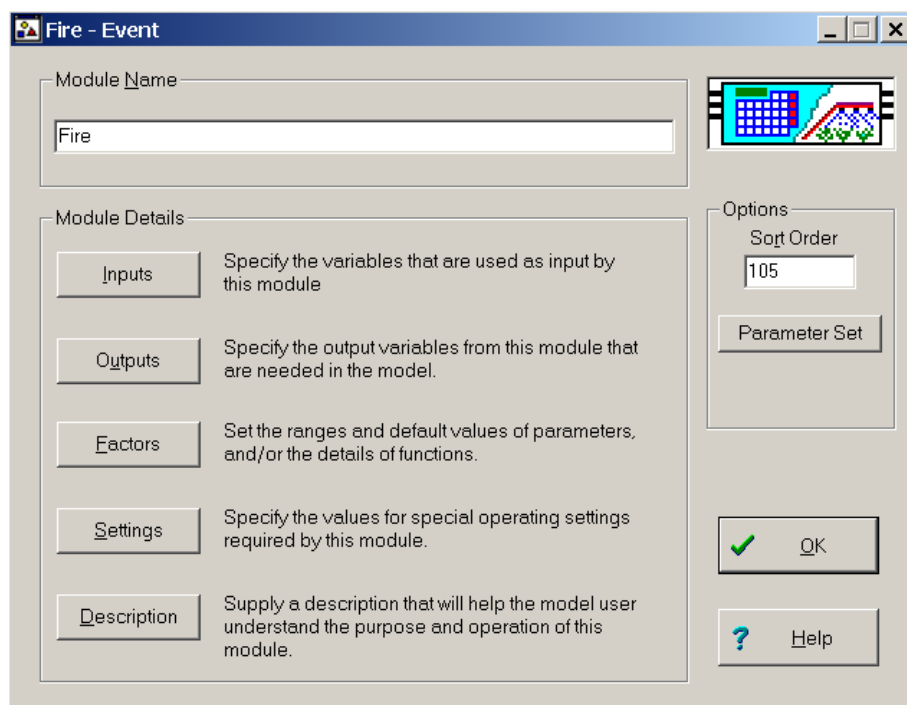 Fire - Event
Module Name
Fire
Module Details
Inputs
Specify the variables that are used as input by
this module
Outputs
Specify the output variables from this module that
are needed in the model.
Factors
Set the ranges and default values of parameters,
and/or the details of functions.
Settings
Specify the values for special operating settings
required by this module.
Description
Supply a description that will help the model user
understand the purpose and operation of this
module.
Options
Sort Order
105
Parameter Set
OK
? Help